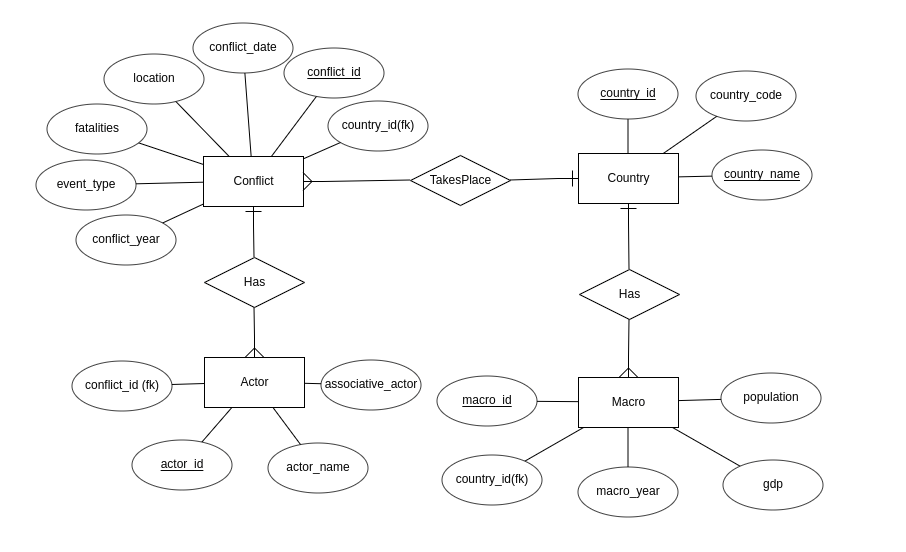 conflict_date
conflict_id
location
country_id
country_code
fatalities
country_id(fk)
event_type
Conflict
TakesPlace
Country
country_name
conflict_year
Has
Has
conflict_id (fk)
Actor
associative_actor
macro_id
Macro
population
actor_id
actor_name
country_id(fk)
macro_year
gdp